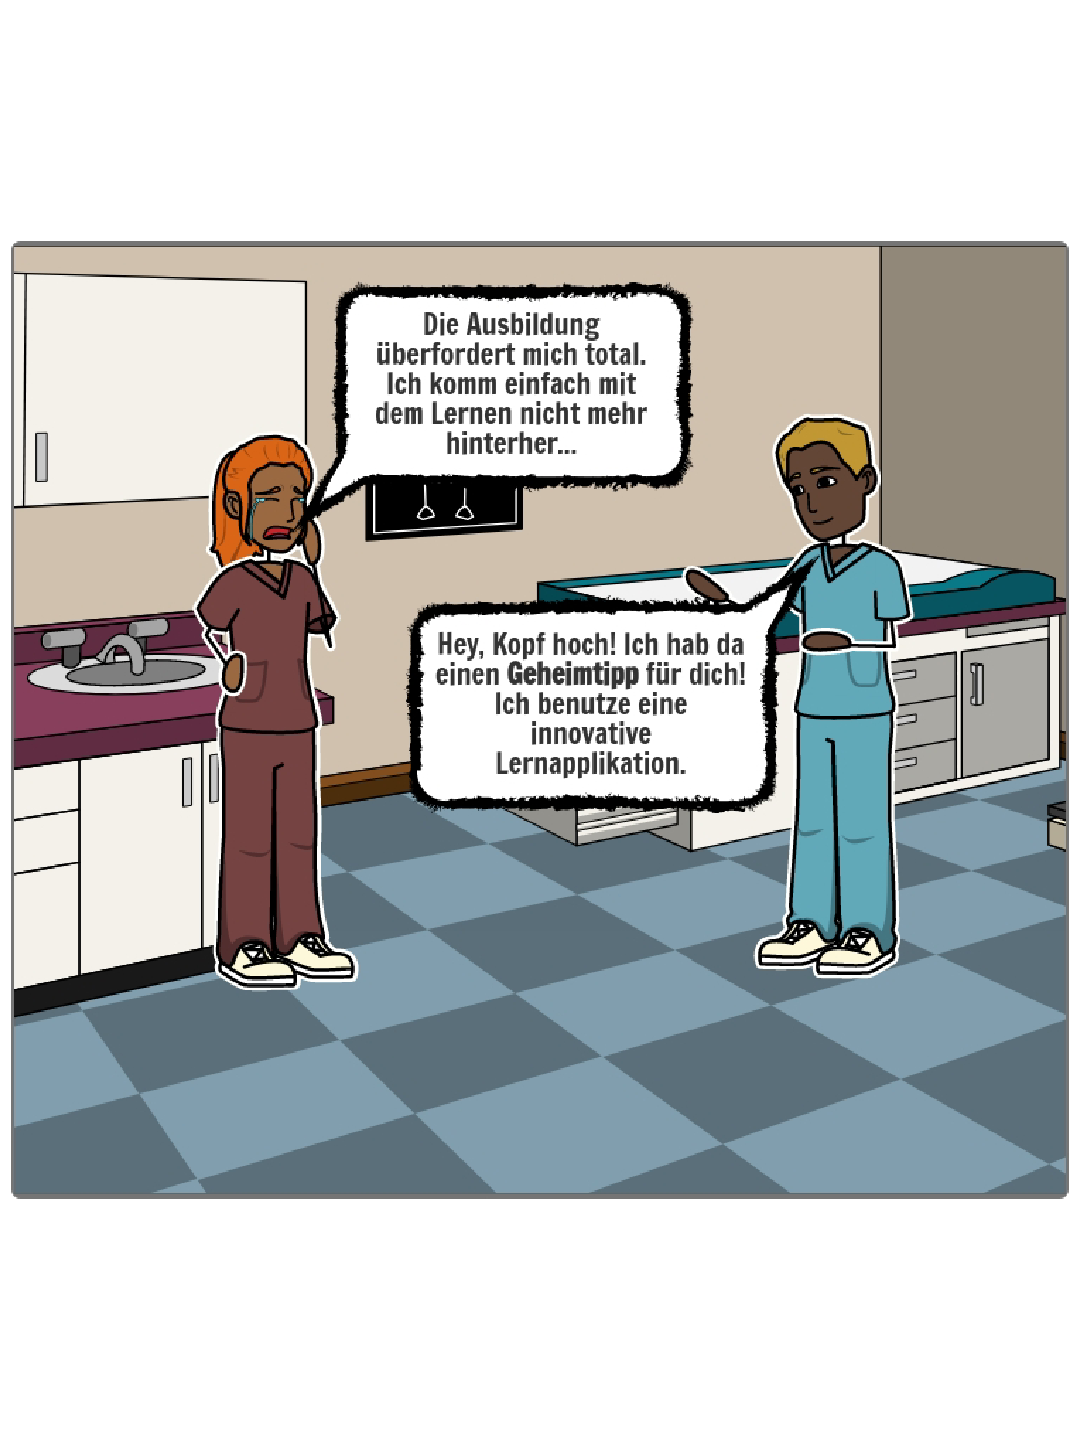 Die Ausbildung
überfordert mich total.
Ich komm einfach mit
dem Lernen nicht mehr
hinterher...
Hey, Kopf hoch! Ich hab da
einen Geheimtipp für dich!
Ich benutze eine
innovative
Lernapplikation.